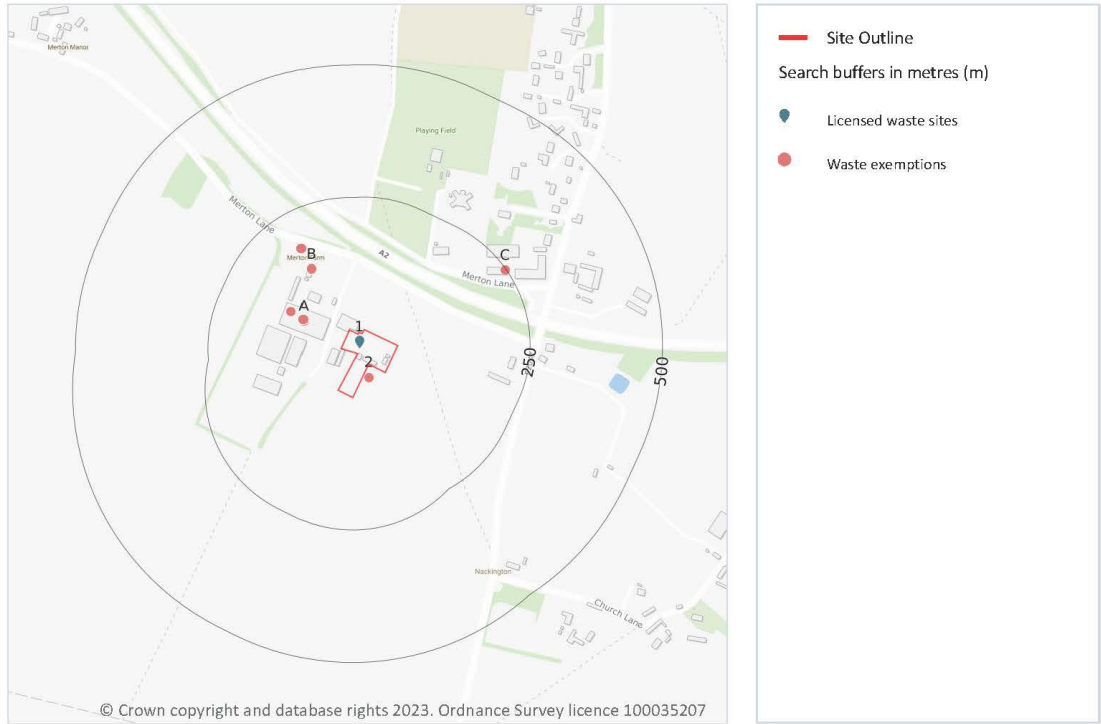 Merton Manor
Playing Field
Merton Lane
A2
B
Merton Farm
C
Merton Lane
A
1
2
250
500
Nackington
Church Lane
© Crown copyright and database rights 2023. Ordnance Survey licence 100035207
Site Outline
Search buffers in metres (m)
Licensed waste sites
Waste exemptions